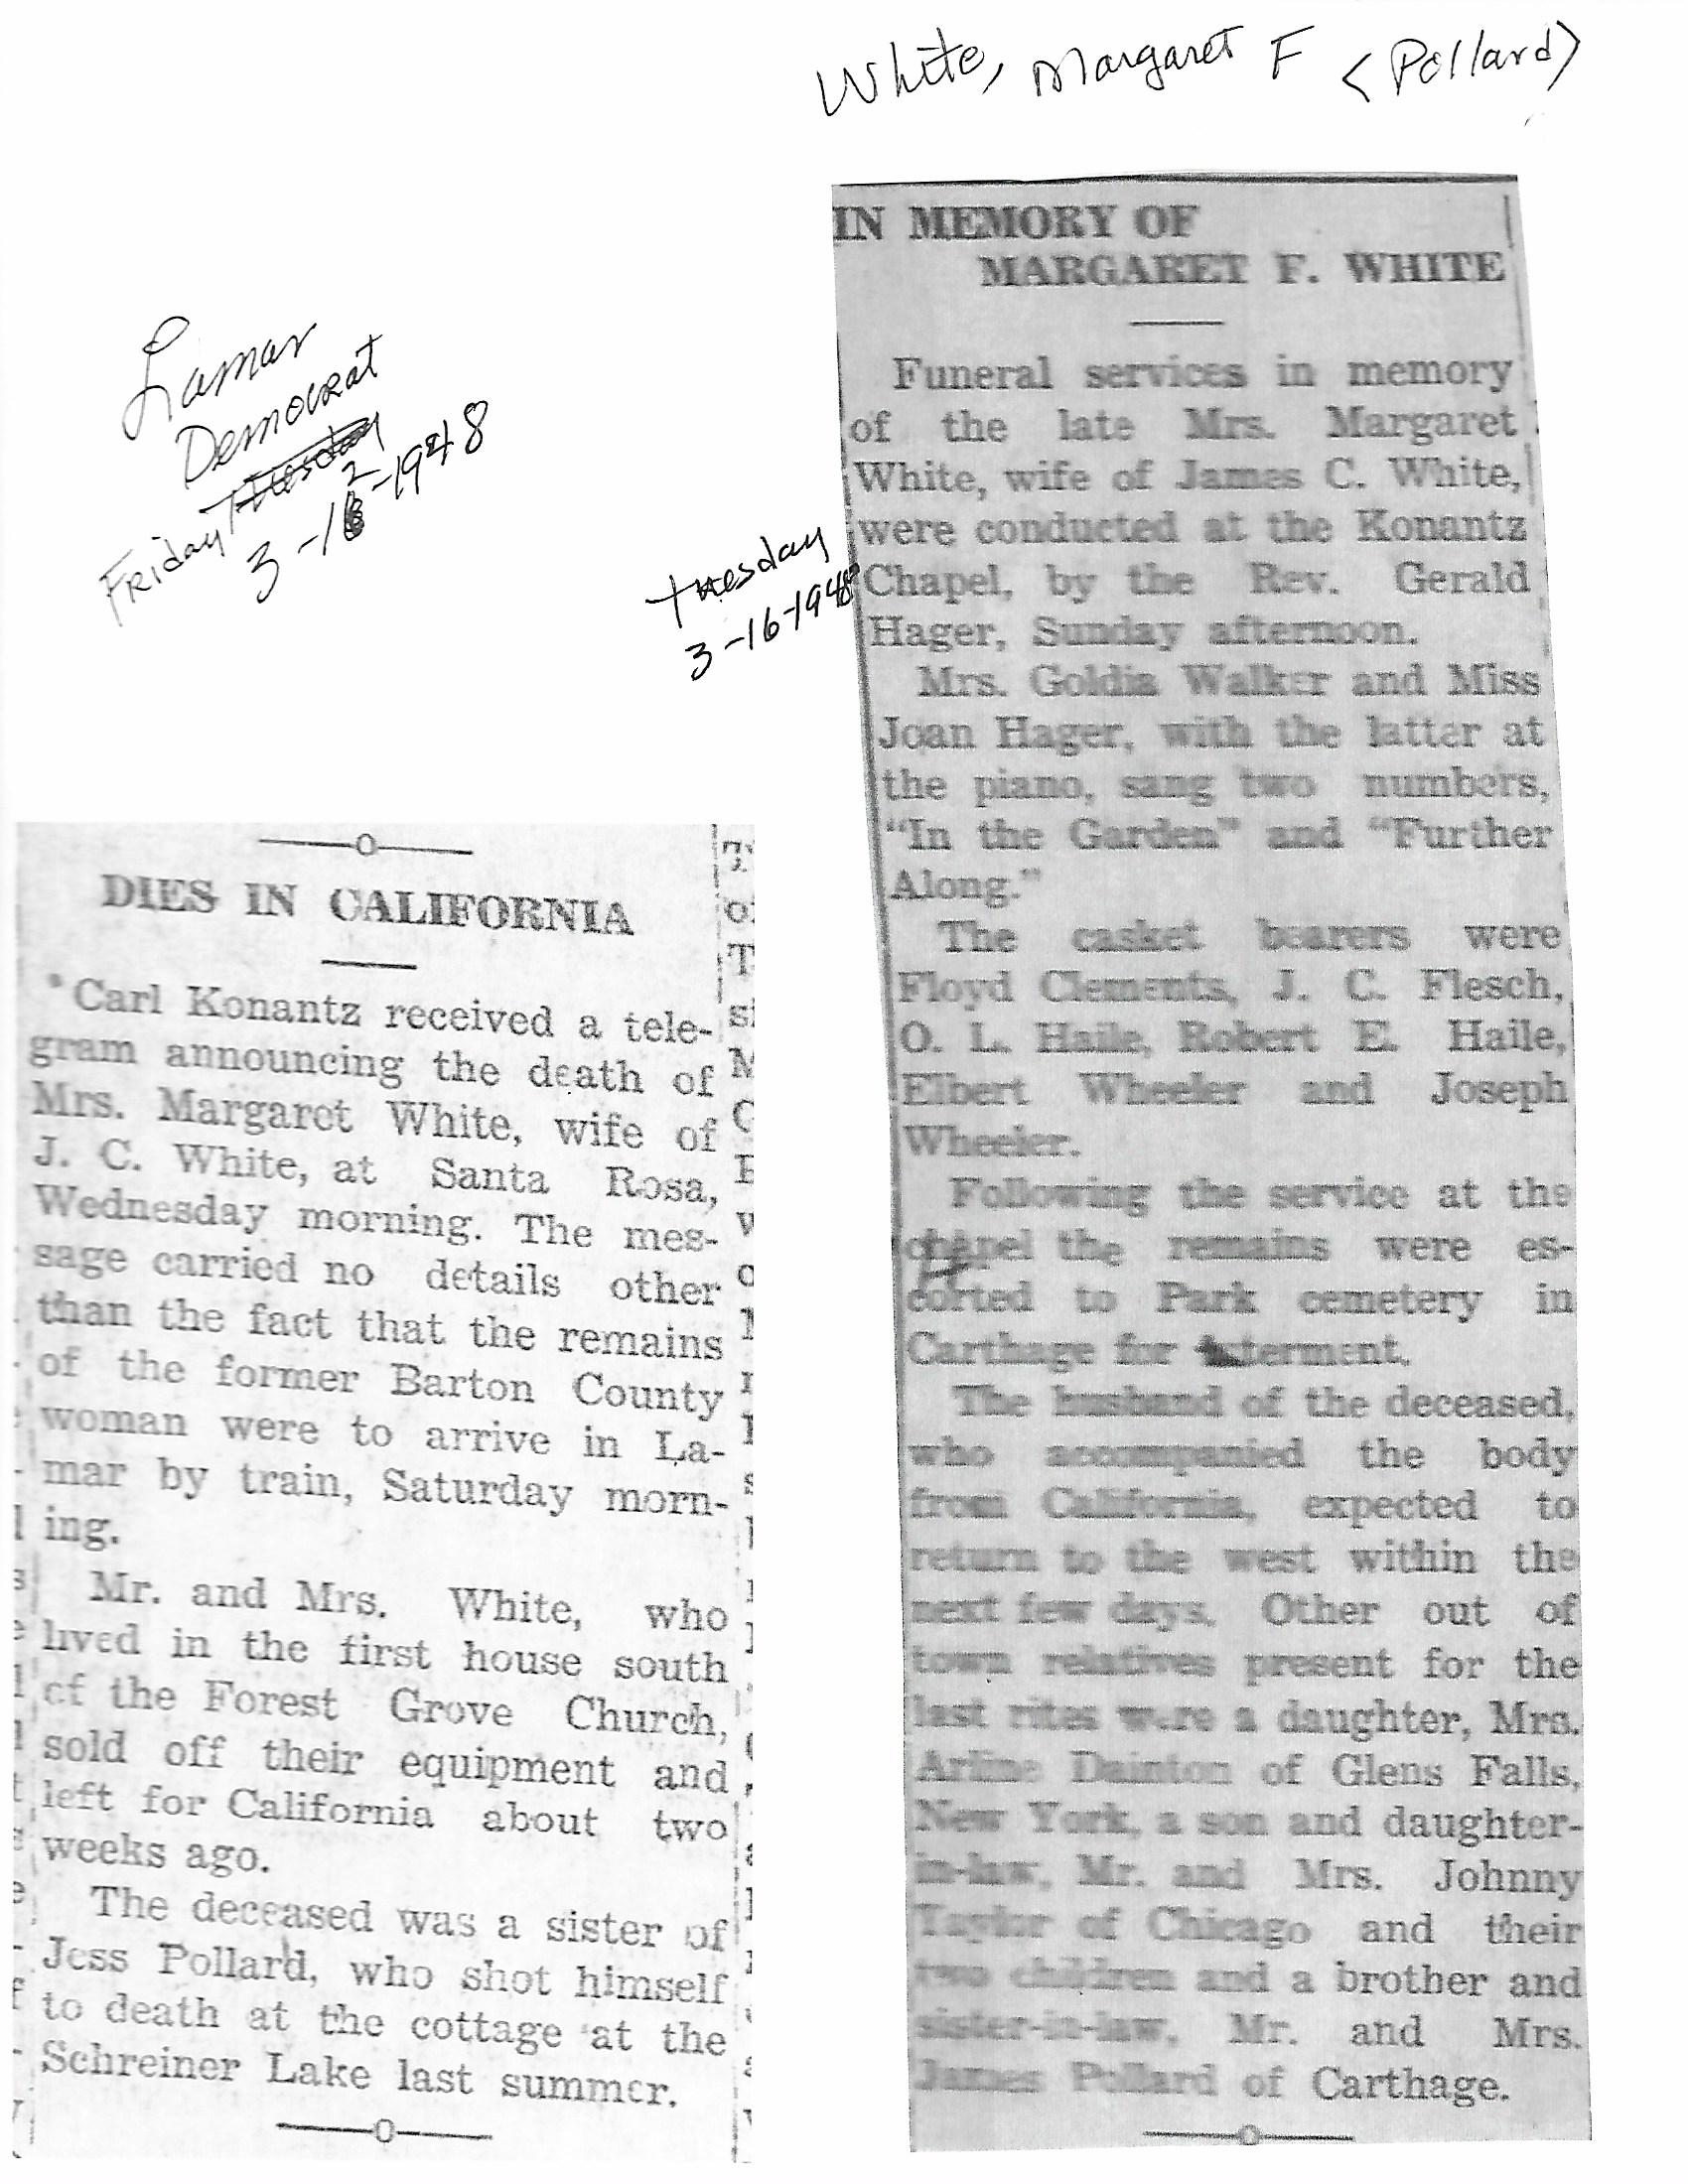 White, Margaret F (Pollard)
Lamar
Democrat
Friday Tuesday
2
3-16-1948
Tuesday
3-16-1948
DIES IN CALIFORNIA
Carl Konantz received a tele-
gram announcing the death of
Mrs. Margaret White, wife of
J. C. White, at Santa Rosa,
Wednesday morning. The mes-
sage carried no details other
than the fact that the remains
of the former Barton County
woman were to arrive in La-
mar by train, Saturday morn-
ing.
Mr. and Mrs. White, who
lived in the first house south
of the Forest Grove Church,
sold off their equipment and
left for California about two
weeks ago.
The deceased was a sister of
Jess Pollard, who shot himself
to death at the cottage at the
Schreiner Lake last summer.
IN MEMORY OF
MARGARET F. WHITE
Funeral services in memory
of the late Mrs. Margaret
White, wife of James C. White,
were conducted at the Konantz
Chapel, by the Rev. Gerald
Hager, Sunday afternoon.
Mrs. Goldia Walker and Miss
Joan Hager, with the latter at
the piano, sang two numbers,
"In the Garden" and "Further
Along."
The casket bearers were
Floyd Clements, J. C. Flesch,
O. L. Haile, Robert E. Haile,
Elbert Wheeler and Joseph
Wheeler.
Following the service at the
chapel the remains were es-
corted to Park cemetery in
Carthage for interment.
The husband of the deceased,
who accompanied the body
from California, expected to
return to the west within the
next few days. Other out of
town relatives present for the
last rites were a daughter, Mrs.
Arline Dainton of Glens Falls,
New York, a son and daughter-
in-law, Mr. and Mrs. Johnny
Taylor of Chicago and their
two children and a brother and
sister-in-law, Mr. and Mrs.
James Pollard of Carthage.